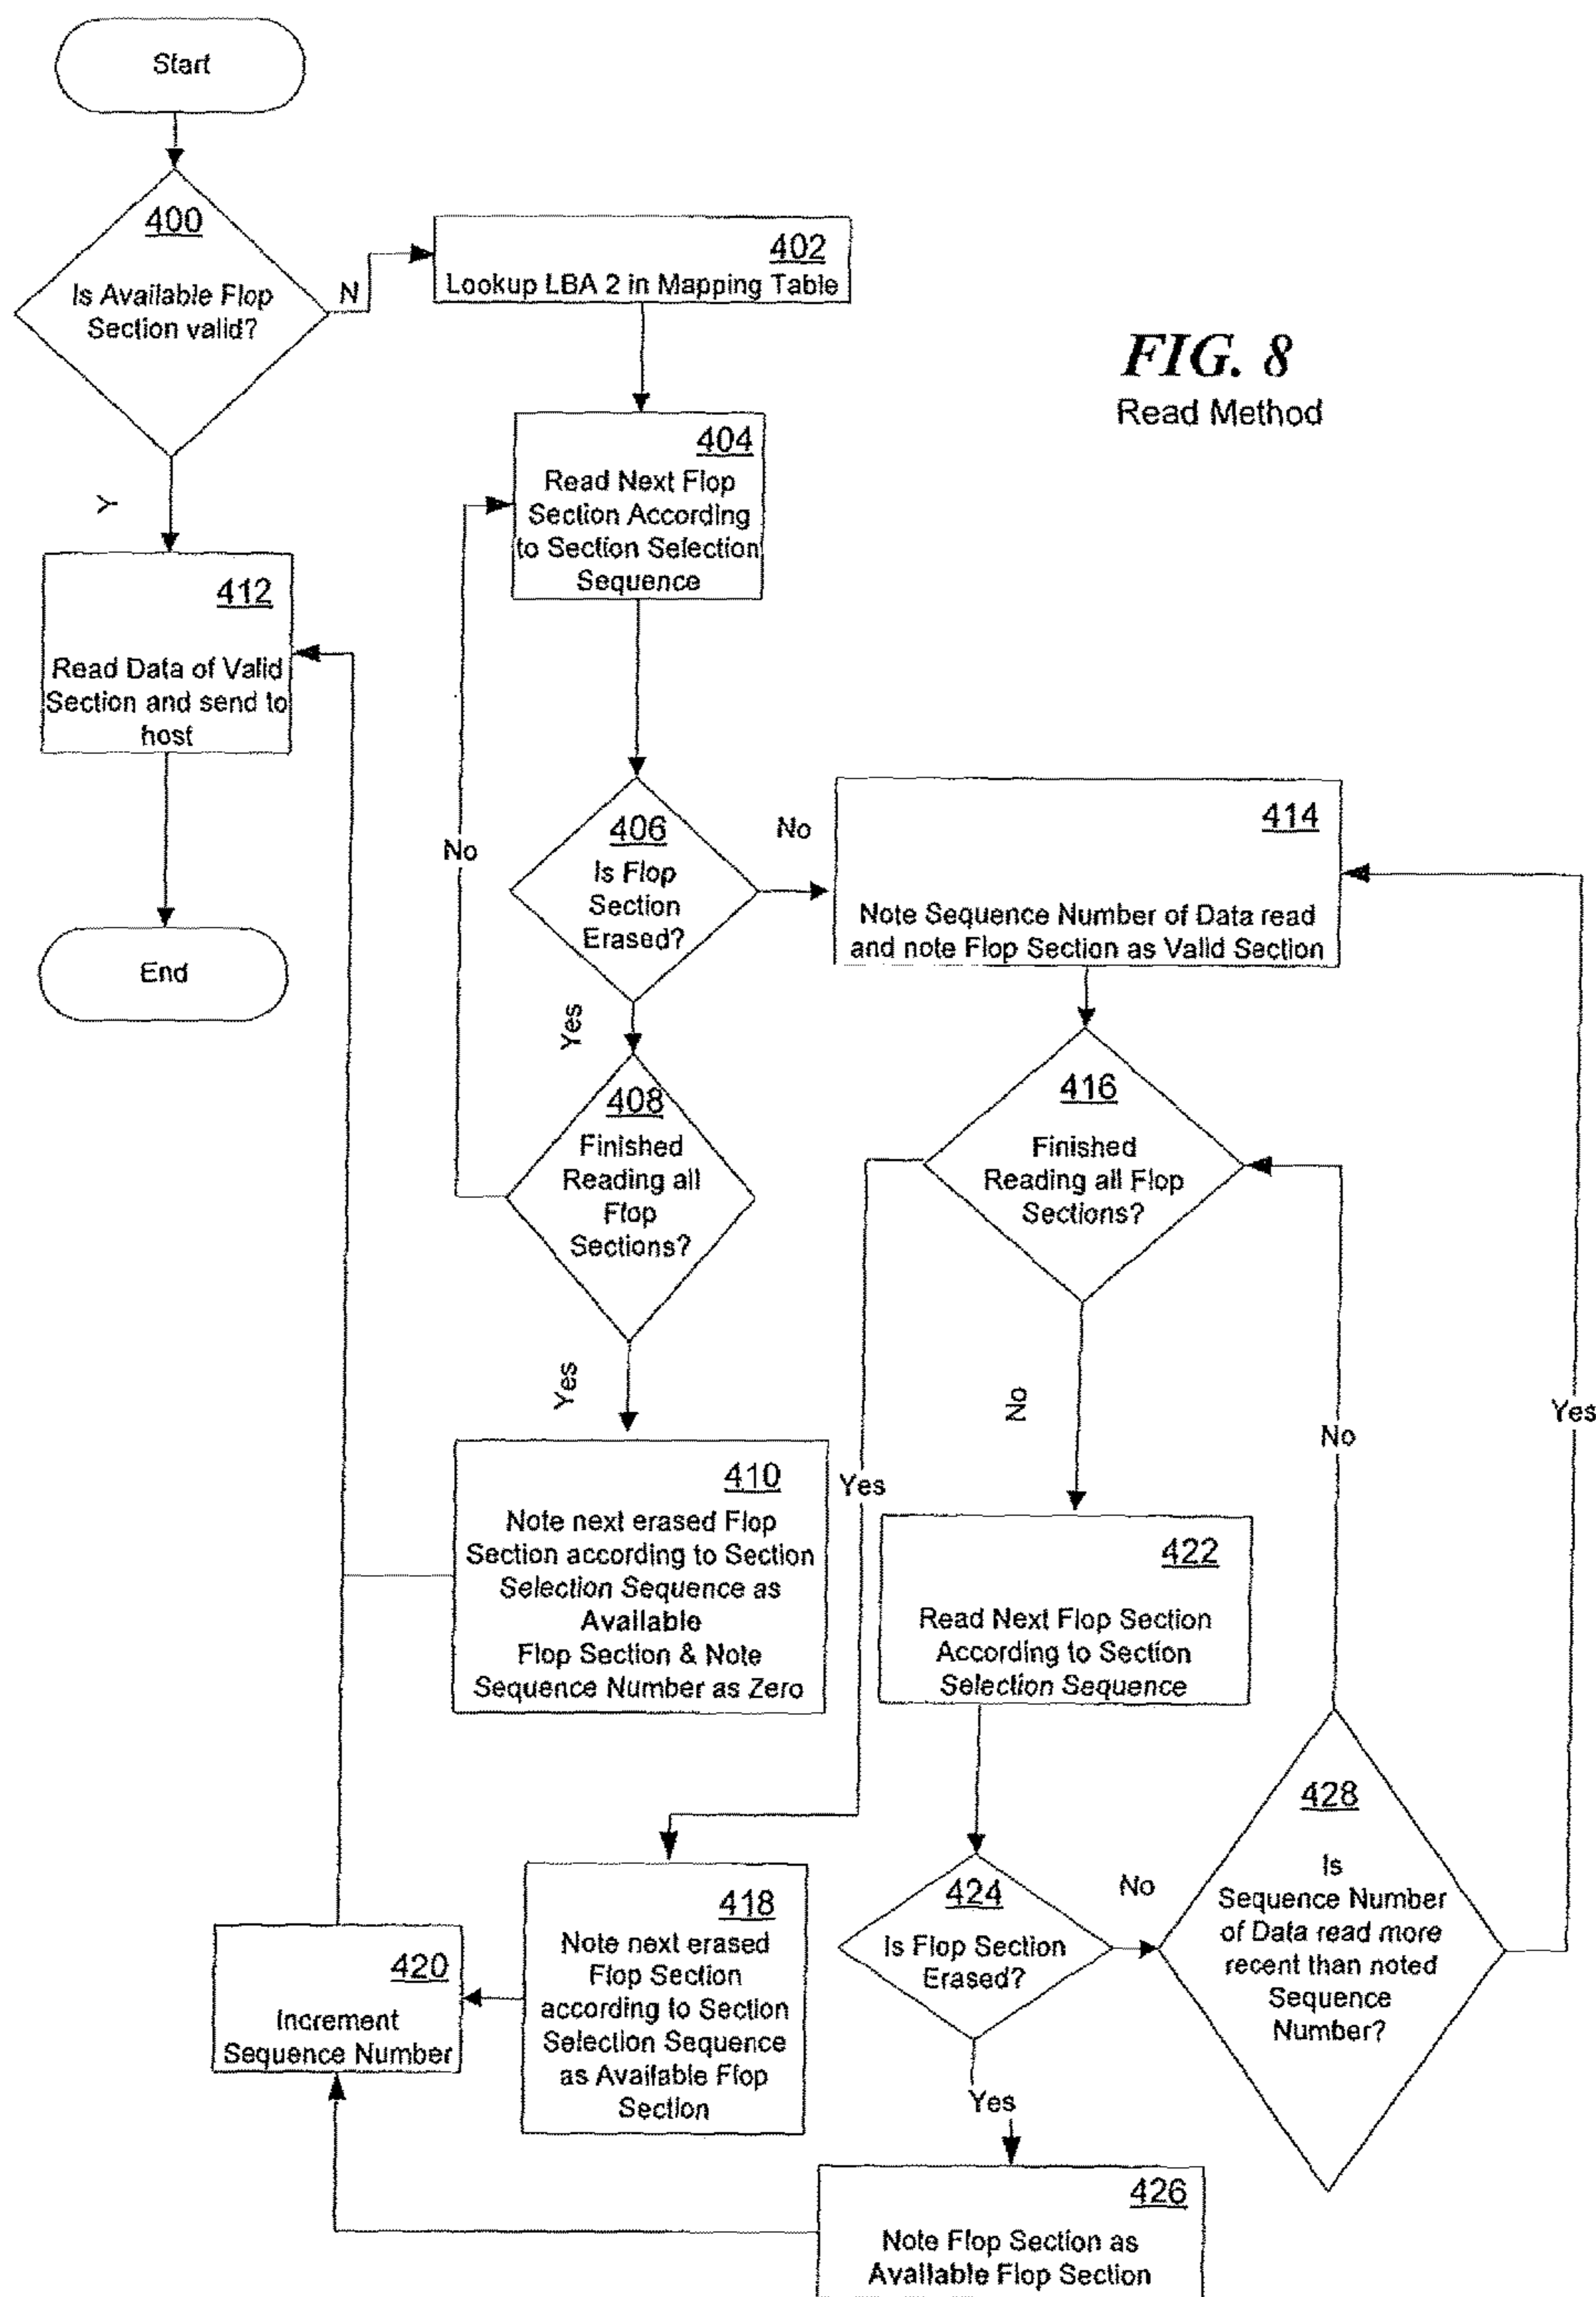 Start
400
Is Available Flop
Section valid?
N
402
Lookup LBA 2 in Mapping Table
FIG. 8
Read Method
404
Read Next Flop
Section According
to Section Selection
Sequence
Y
412
Read Data of Valid
Section and send to
host
End
No
406
Is Flop
Section
Erased?
No
414
Note Sequence Number of Data read
and note Flop Section as Valid Section
Yes
408
Finished
Reading all
Flop
Sections?
416
Finished
Reading all Flop
Sections?
Yes
No
No
Yes
Yes
410
Note next erased Flop
Section according to Section
Selection Sequence as
Available
Flop Section & Note
Sequence Number as Zero
422
Read Next Flop Section
According to Section
Selection Sequence
428
Is
Sequence Number
of Data read more
recent than noted
Sequence
Number?
424
Is Flop Section
Erased?
No
418
Note next erased
Flop Section
according to Section
Selection Sequence
as Available Flop
Section
420
Increment
Sequence Number
Yes
426
Note Flop Section as
Available Flop Section